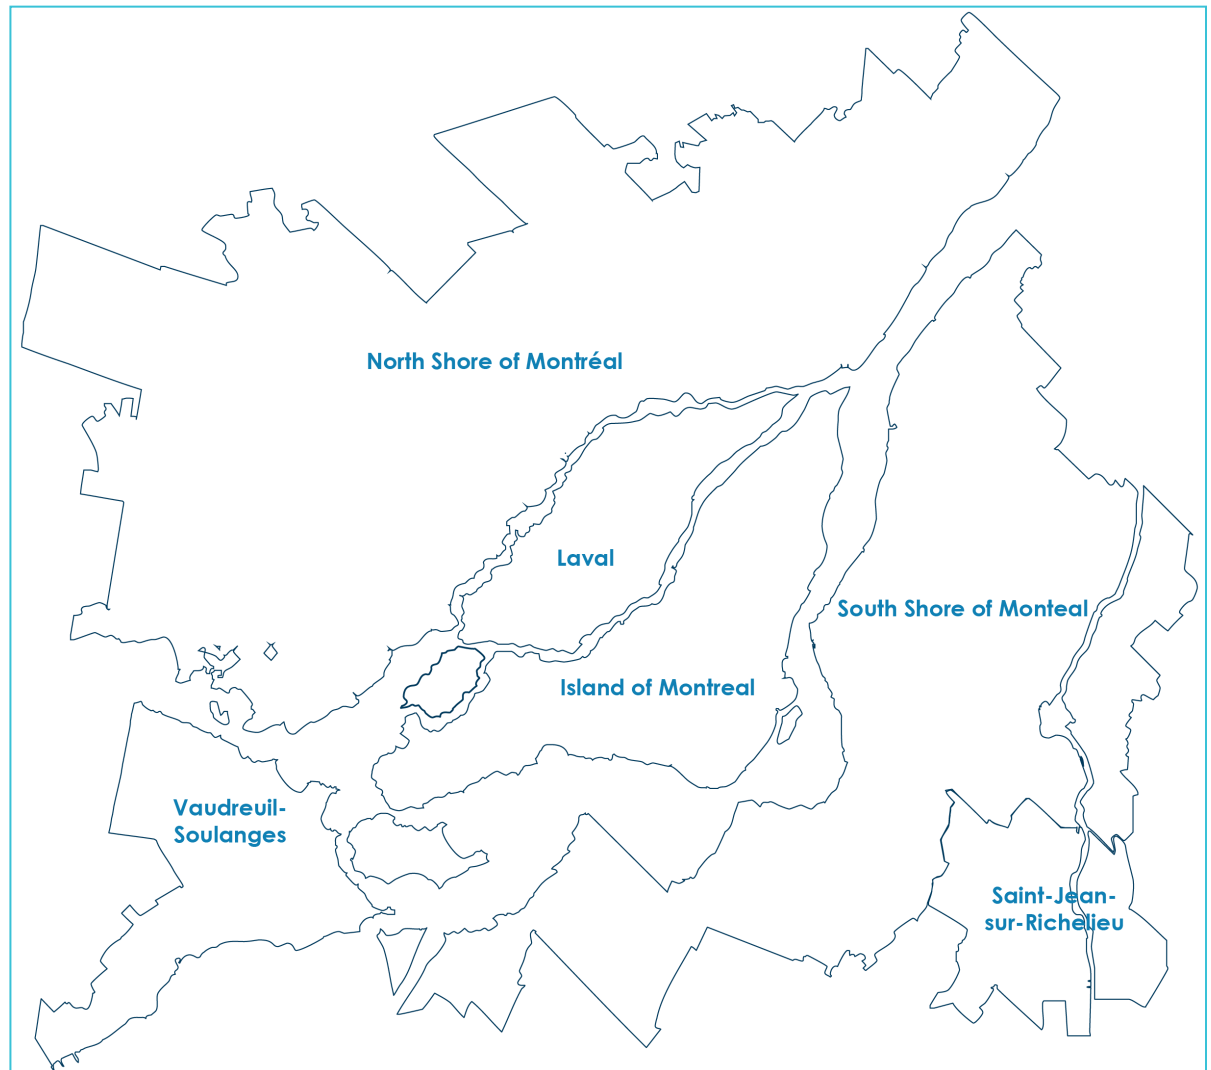 North Shore of Montréal
Laval
South Shore of Monteal
Island of Montreal
Vaudreuil-
Soulanges
Saint-Jean-
sur-Richelieu